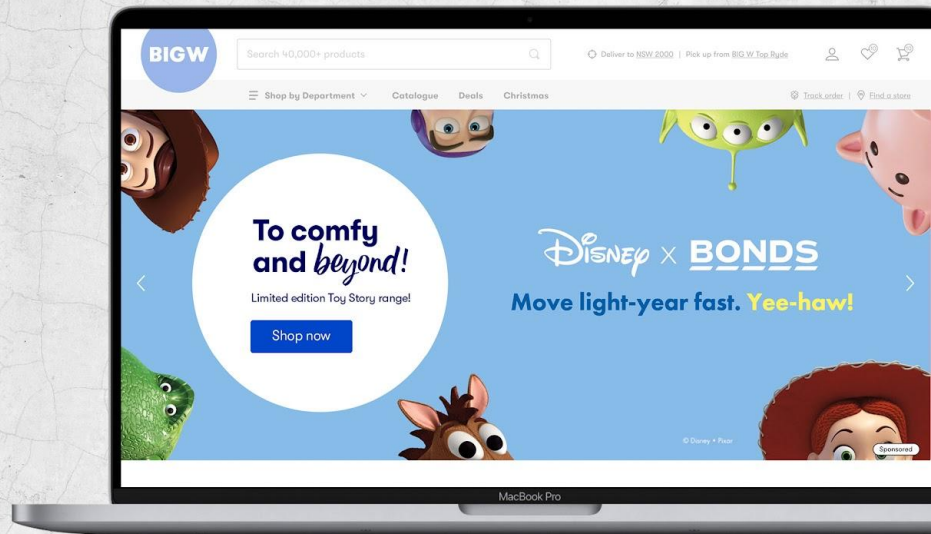 BIGW
Search 40,000+ products
Deliver to NSW 2000 | Pick up from BIG W Top Ryde
Shop by Department
Catalogue
Deals
Christmas
Track order | Find a store
To comfy
and beyond!
Limited edition Toy Story range!
Shop now
Disney × BONDS
Move light-year fast. Yee-haw!
© Disney • Pixar
Sponsored
MacBook Pro